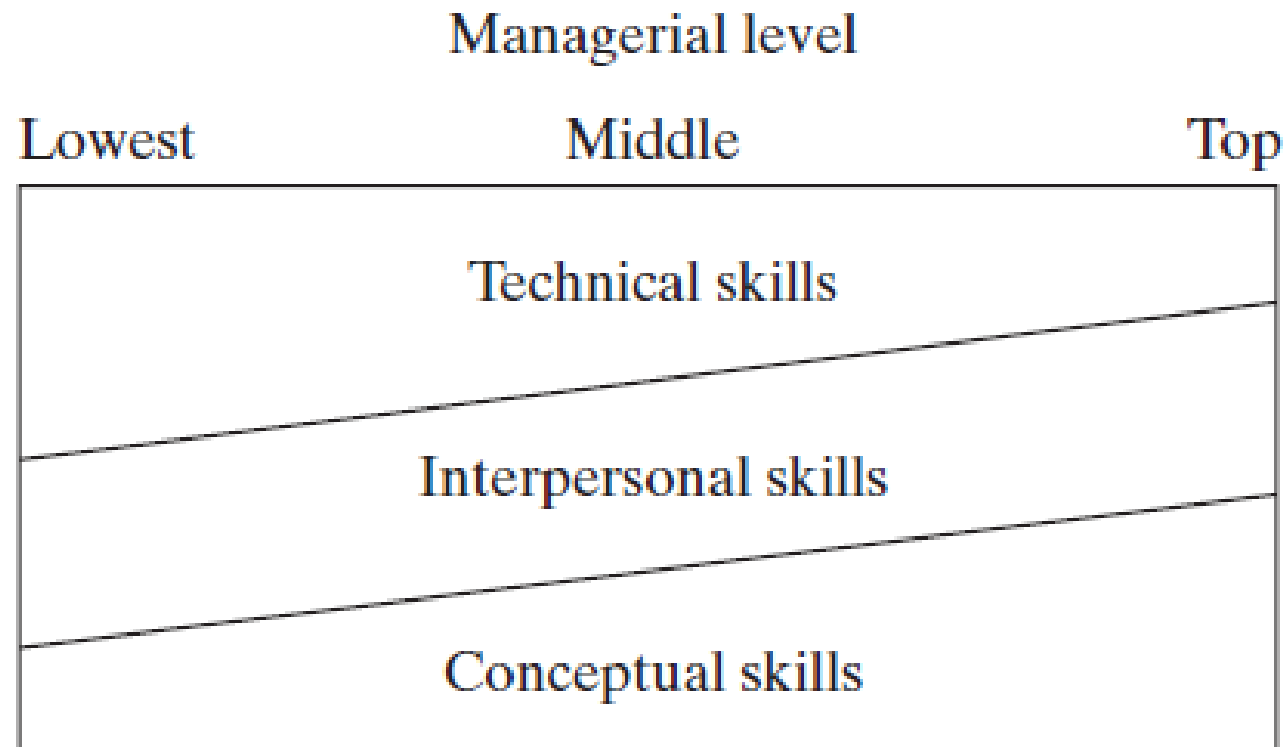 Managerial level
Lowest Middle Top
Technical skills
Interpersonal skills
Conceptual skills